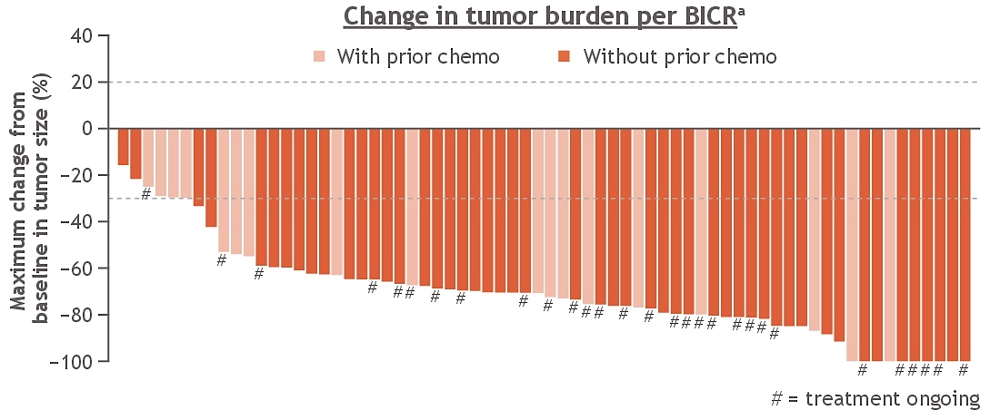 Change in tumor burden per BICRa
With prior chemo
Without prior chemo
Maximum change from
baseline in tumor size (%)
40
20
0
−20
−40
−60
−80
−100
# # # # # # # # # # # # # # # # # # # # # # # # # # # # #
# = treatment ongoing